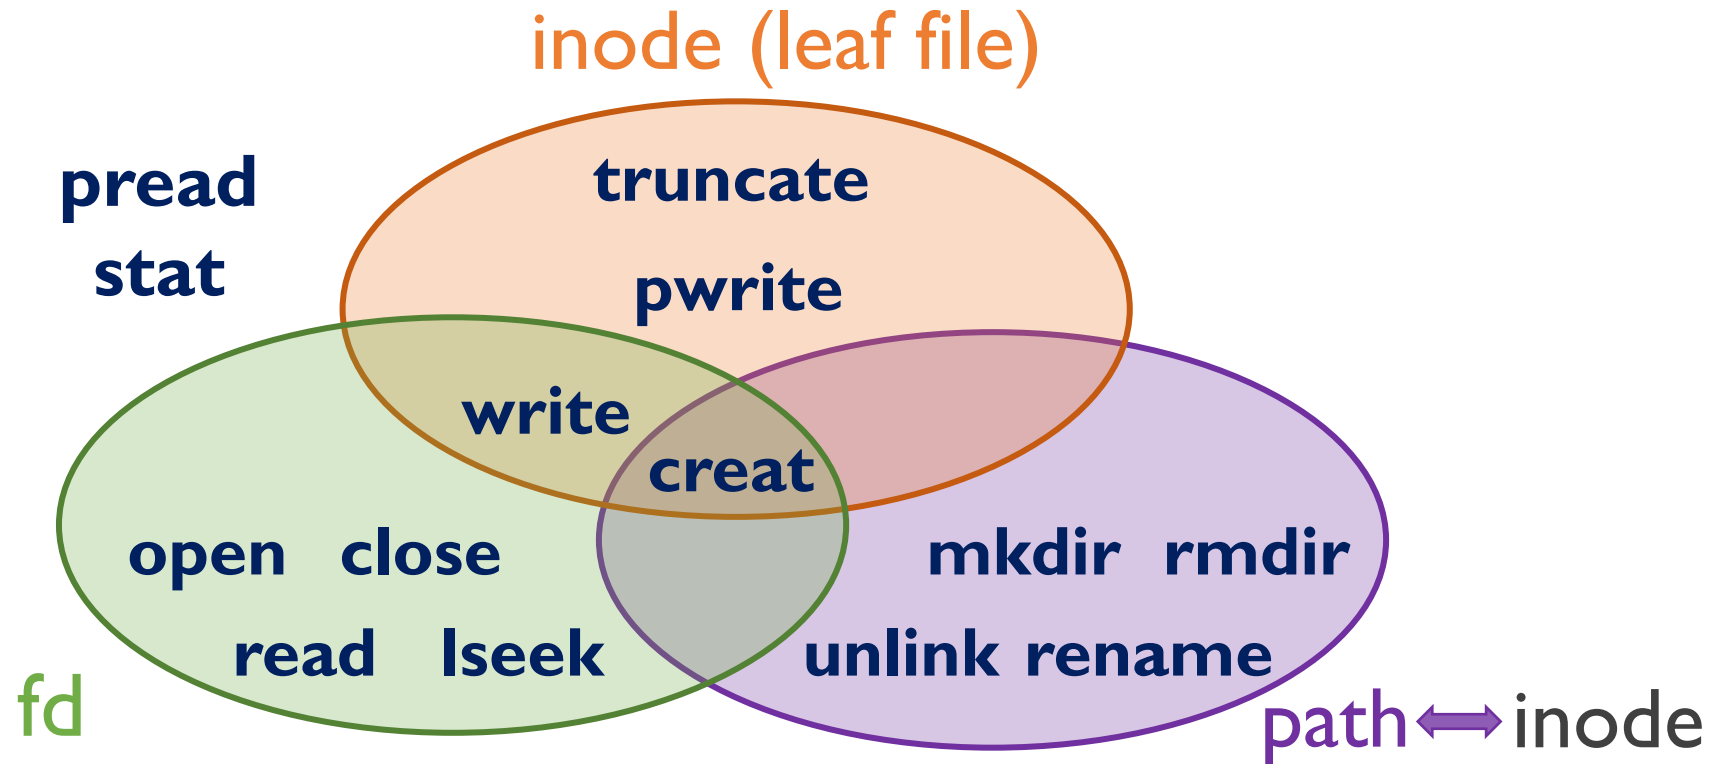 inode (leaf file)
pread
stat
truncate
pwrite
write
creat
open close
read lseek
mkdir rmdir
unlink rename
fd
path inode